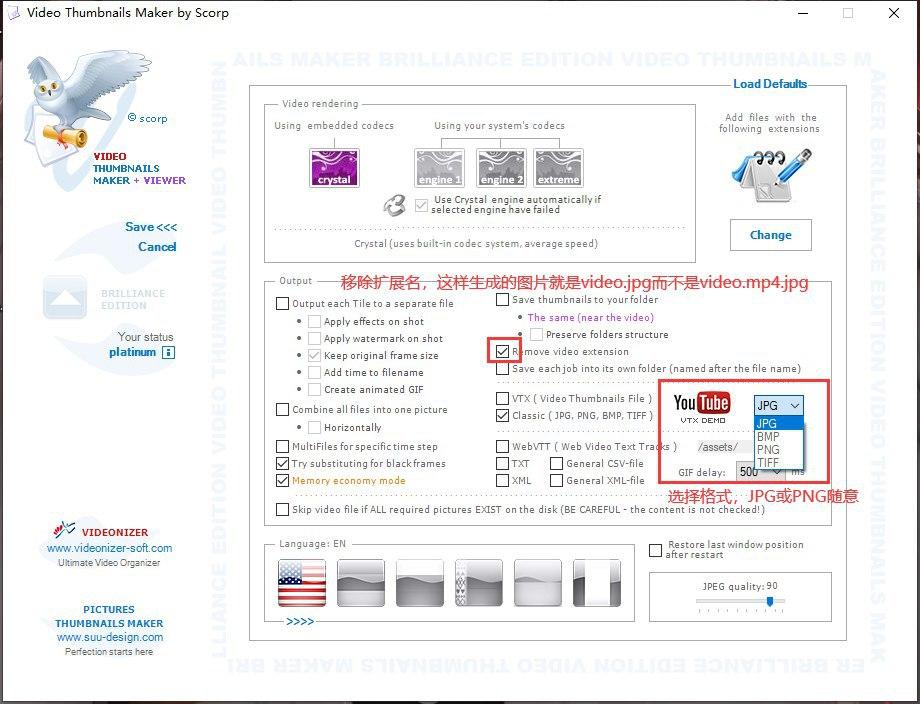 Video Thumbnails Maker by Scorp
AILS MAKER BRILLIANCE EDITION VIDEO THUMBNAILS M
© scorp
VIDEO
THUMBNAILS
MAKER + VIEWER
Save <<<
Cancel
BRILLIANCE
EDITION
Your status
platinum
VIDEONIZER
www.videonizer-soft.com
Ultimate Video Organizer
PICTURES
THUMBNAILS MAKER
www.suu-design.com
Perfection starts here
Load Defaults
Video rendering
Using embedded codecs
Using your system's codecs
crystal
engine 1
engine 2
extreme
Use Crystal engine automatically if
selected engine have failed
Crystal (uses built-in codec system, average speed)
Add files with the
following extensions
Change
Output
移除扩展名，这样生成的图片就是video.jpg而不是video.mp4.jpg
Output each Tile to a separate file
Apply effects on shot
Apply watermark on shot
Keep original frame size
Add time to filename
Create animated GIF
Combine all files into one picture
Horizontally
MultiFiles for specific time step
Try substituting for black frames
Memory economy mode
Save thumbnails to your folder
The same (near the video)
Preserve folders structure
Remove video extension
Save each job into its own folder (named after the file name)
VTX ( Video Thumbnails File )
Classic ( JPG, PNG, BMP, TIFF )
WebVTT ( Web Video Text Tracks )
TXT
General CSV-file
XML
General XML-file
YouTube
VTX DEMO
JPG
JPG
BMP
PNG
TIFF
/assets/
GIF delay:
500
ms
选择格式，JPG或PNG随意
Skip video file if ALL required pictures EXIST on the disk (BE CAREFUL - the content is not checked!)
Language: EN
>>>>
Restore last window position
after restart
JPEG quality: 90
AKER BRILLIANCE EDITION VIDEO THUMBNAILS MAK
ER BRILLIANCE EDITION VIDEO THUMBNAILS MAKER BRI
LLIANCE EDITION VIDEO THUMBNAILS MAKER BRILLIANCE EDITION VIDEO THUMBN